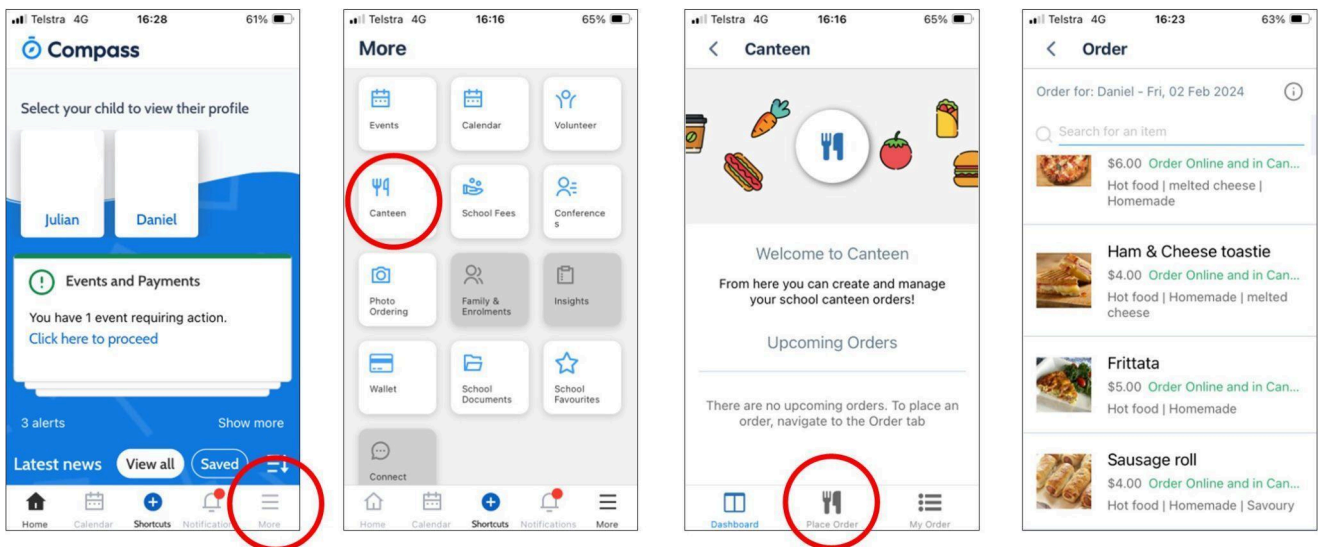 Telstra 4G 16:28 61%
Compass
Select your child to view their profile
Julian Daniel
Events and Payments
You have 1 event requiring action.
Click here to proceed
3 alerts Show more
Latest news View all Saved
Home Calendar Shortcuts Notifications More
Telstra 4G 16:16 65%
More
Events Calendar Volunteer
Canteen School Fees Conference
s
Photo Family & Insights
Ordering Enrolments
Wallet School School
Documents Favourites
Connect
Home Calendar Shortcuts Notifications More
Telstra 4G 16:16 65%
Canteen
Welcome to Canteen
From here you can create and manage
your school canteen orders!
Upcoming Orders
There are no upcoming orders. To place an
order, navigate to the Order tab
Dashboard Place Order My Order
Telstra 4G 16:23 63%
Order
Order for: Daniel - Fri, 02 Feb 2024
Search for an item
$6.00 Order Online and in Can...
Hot food | melted cheese |
Homemade
Ham & Cheese toastie
$4.00 Order Online and in Can...
Hot food | Homemade | melted
cheese
Frittata
$5.00 Order Online and in Can...
Hot food | Homemade
Sausage roll
$4.00 Order Online and in Can...
Hot food | Homemade | Savoury